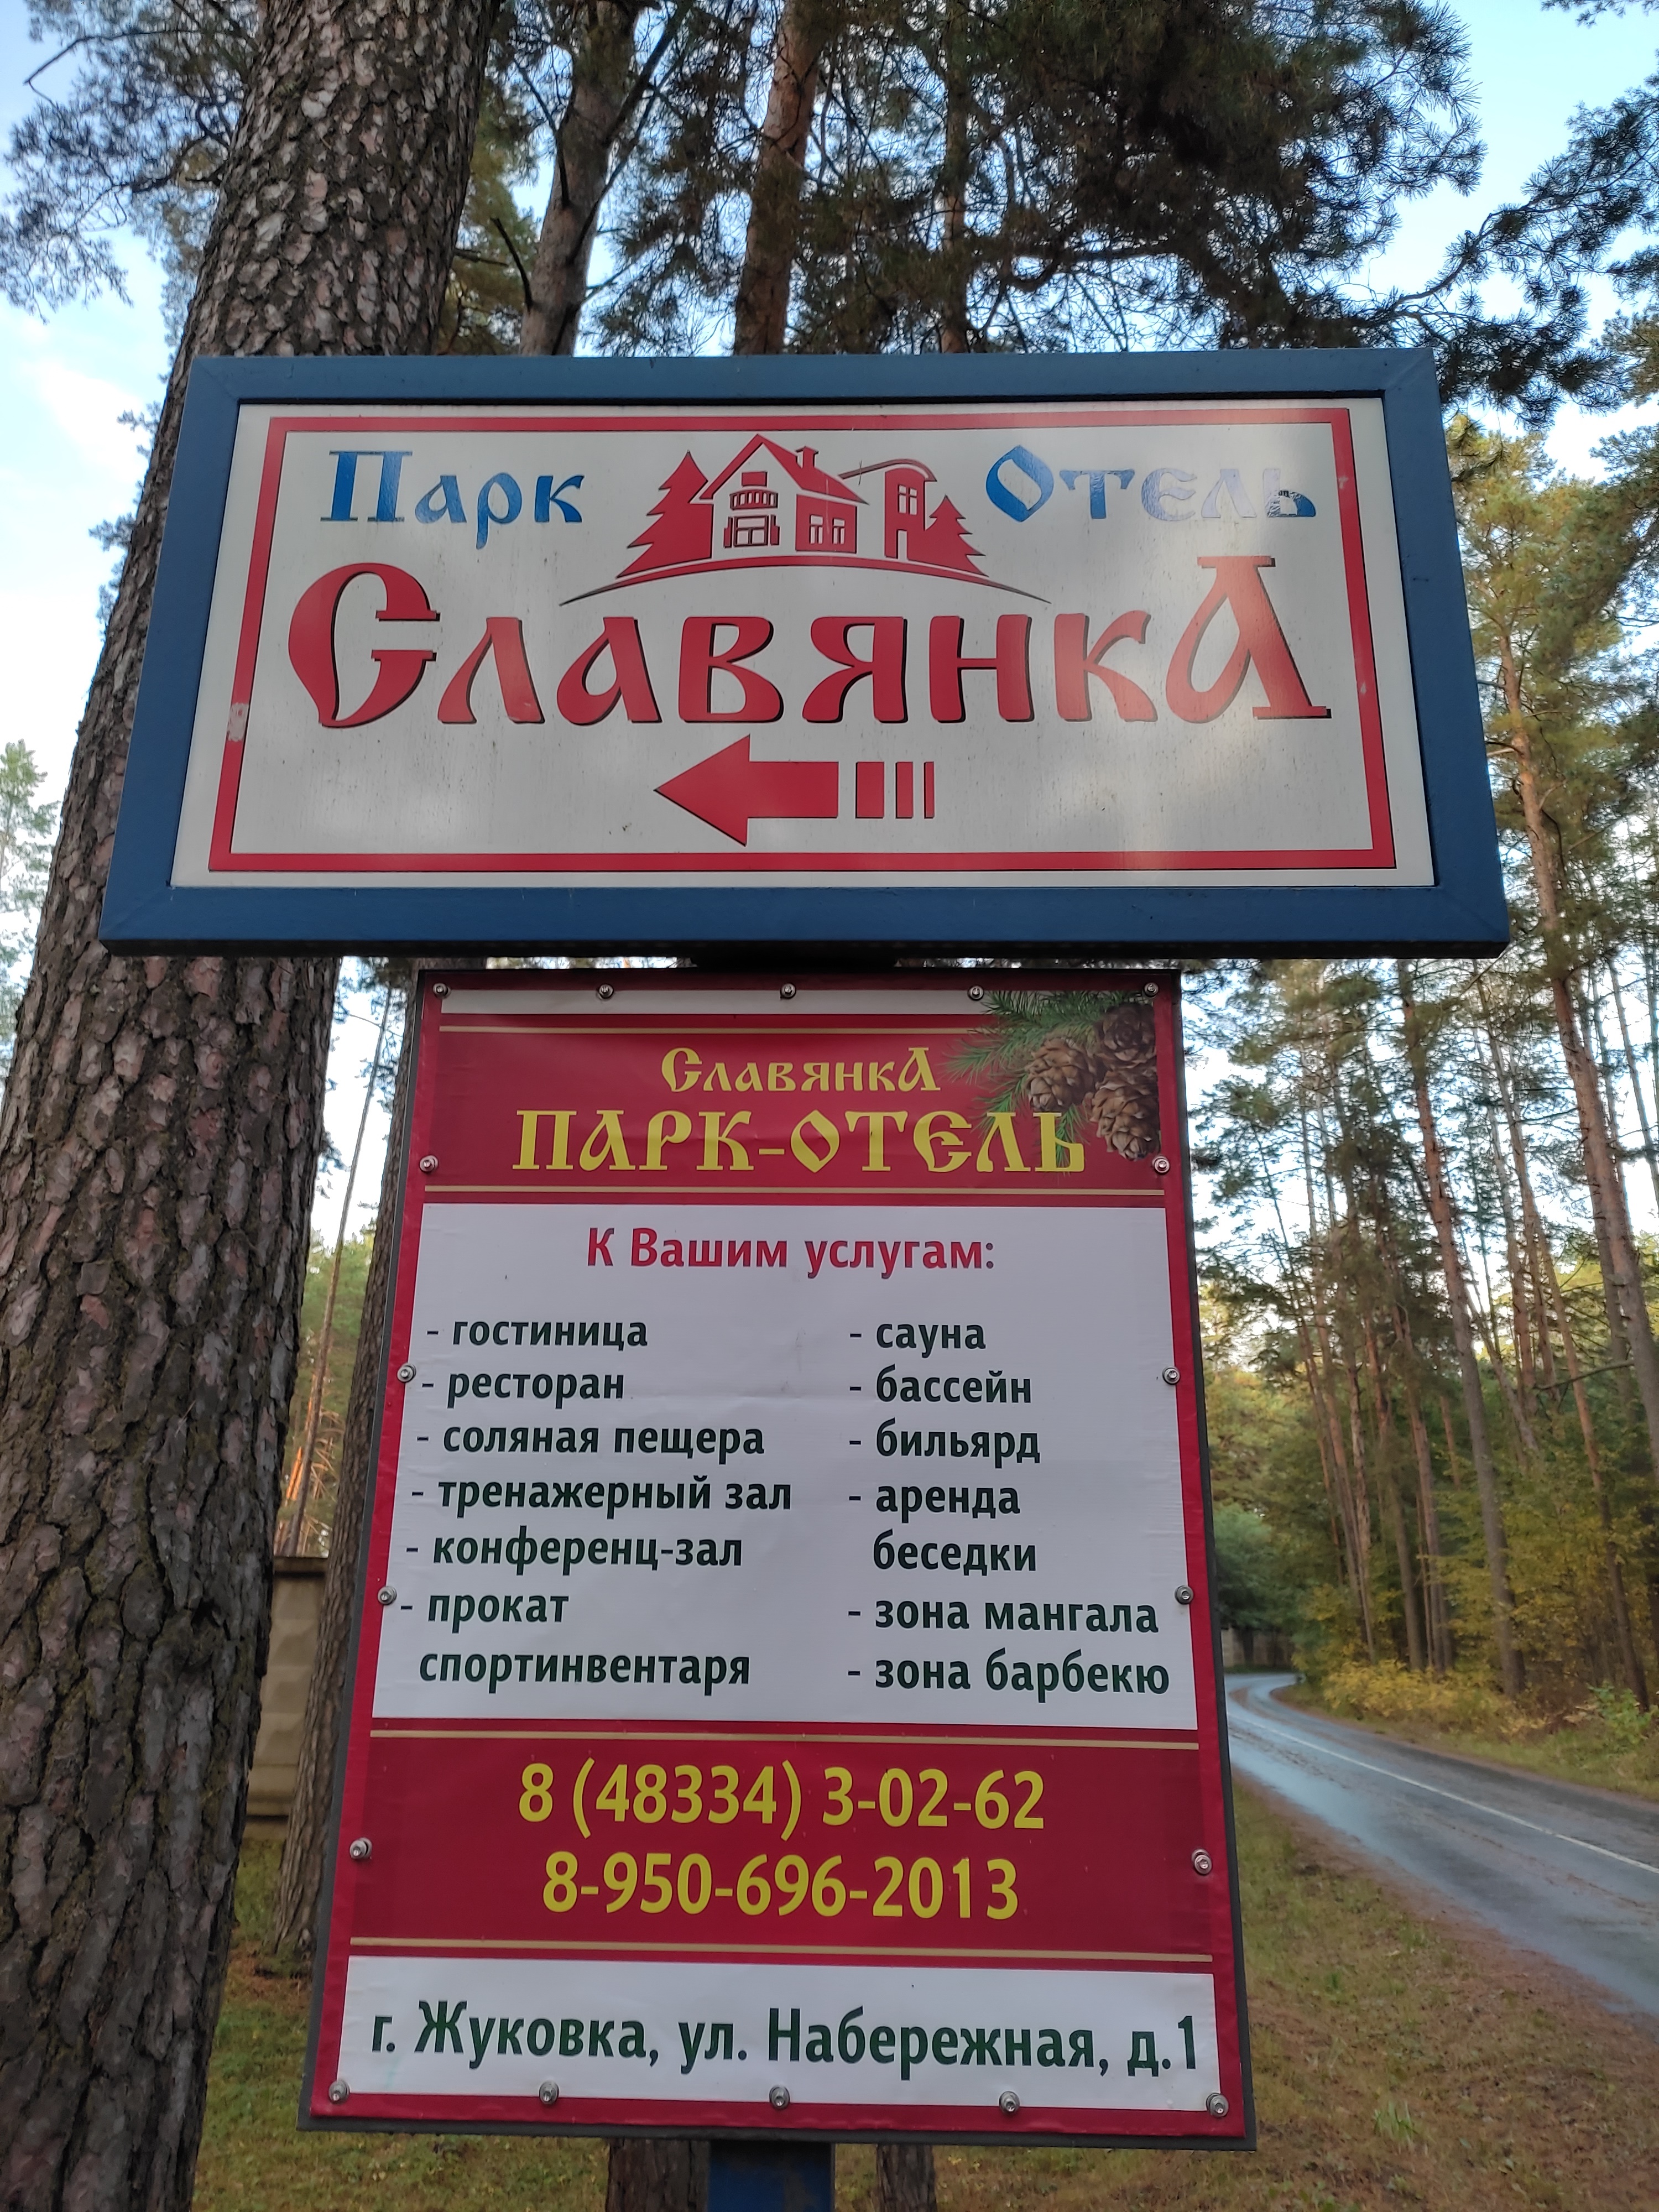 Парк Отель
Славянка
Славянка
ПАРК-ОТЕЛЬ
К Вашим услугам:
- гостиница
- ресторан
- соляная пещера
- тренажерный зал
- конференц-зал
- прокат
спортинвентаря
- сауна
- бассейн
- бильярд
- аренда
беседки
- зона мангала
- зона барбекю
8 (48334) 3-02-62
8-950-696-2013
г. Жуковка, ул. Набережная, д.1